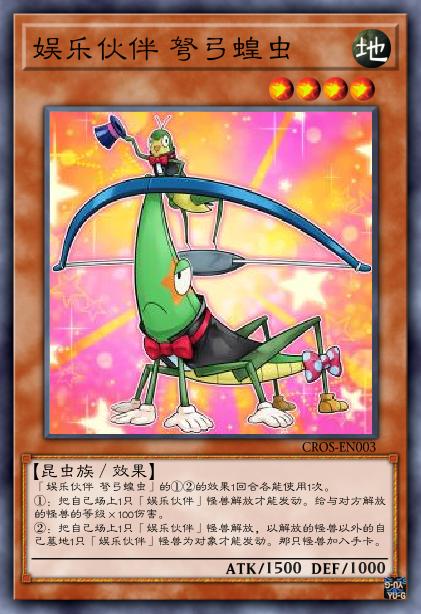 娱乐伙伴 弩弓蝗虫
地
CROS-EN003
【昆虫族／效果】
「娱乐伙伴 弩弓蝗虫」的①②的效果1回合各能使用1次。
①：把自己场上1只「娱乐伙伴」怪兽解放才能发动。给与对方解放
的怪兽的等级×100伤害。
②：把自己场上1只「娱乐伙伴」怪兽解放，以解放的怪兽以外的自
己墓地1只「娱乐伙伴」怪兽为对象才能发动。那只怪兽加入手卡。
ATK/1500 DEF/1000